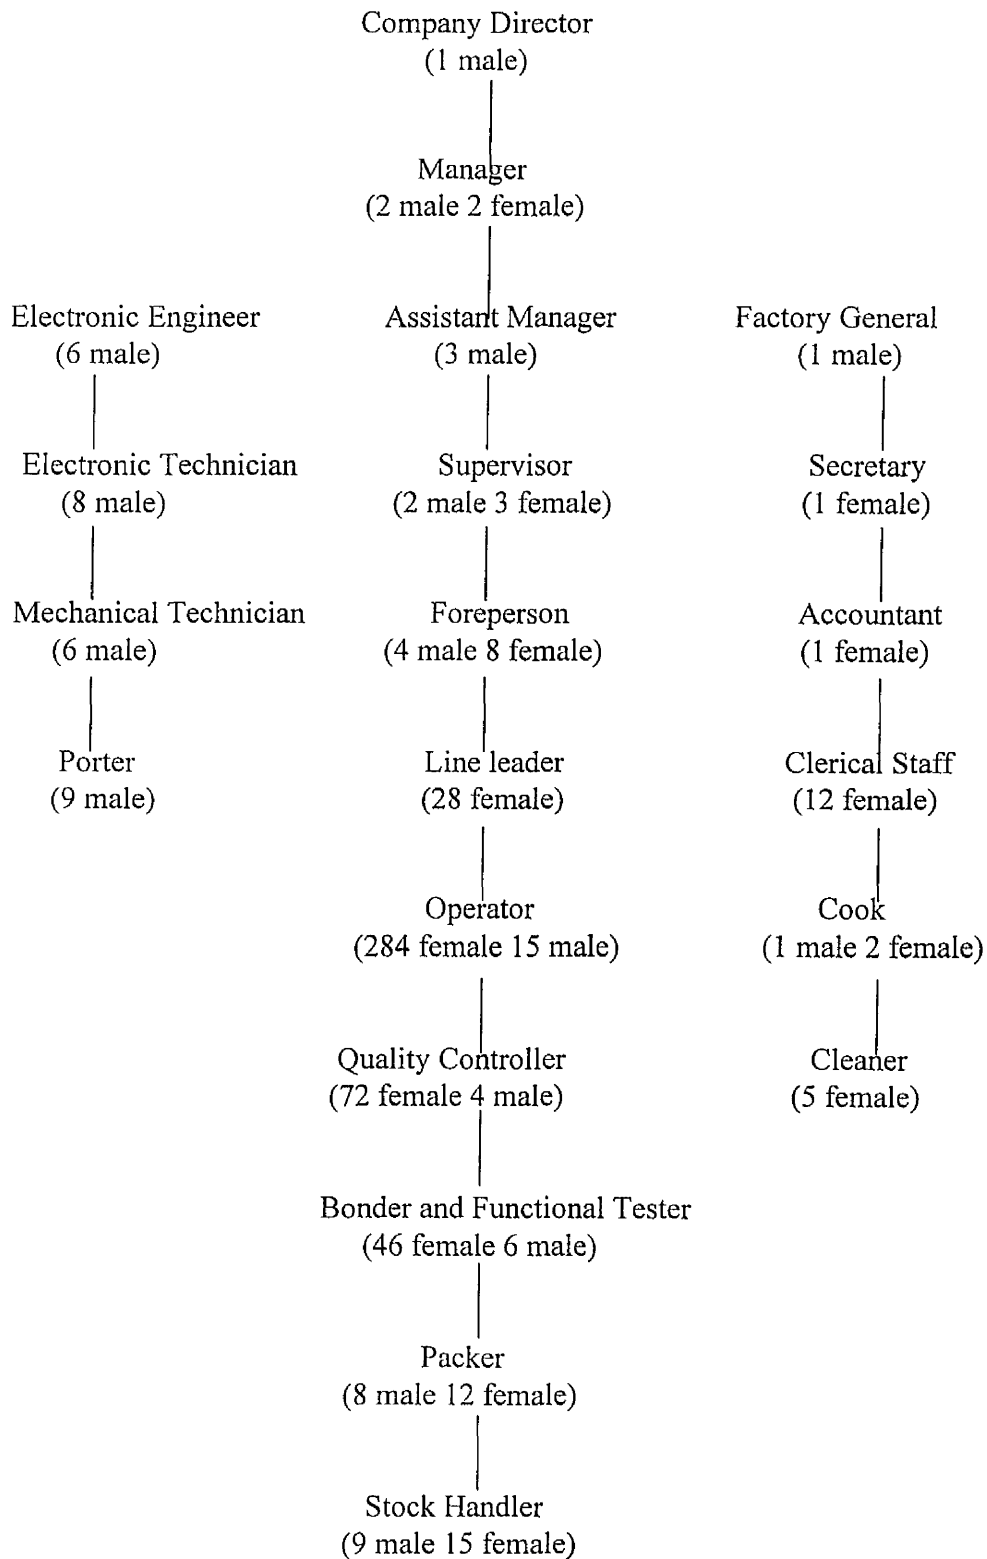 Company Director
(1 male)
Manager
(2 male 2 female)
Electronic Engineer
(6 male)
Assistant Manager
(3 male)
Factory General
(1 male)
Electronic Technician
(8 male)
Supervisor
(2 male 3 female)
Secretary
(1 female)
Mechanical Technician
(6 male)
Foreperson
(4 male 8 female)
Accountant
(1 female)
Porter
(9 male)
Line leader
(28 female)
Clerical Staff
(12 female)
Operator
(284 female 15 male)
Cook
(1 male 2 female)
Quality Controller
(72 female 4 male)
Cleaner
(5 female)
Bonder and Functional Tester
(46 female 6 male)
Packer
(8 male 12 female)
Stock Handler
(9 male 15 female)